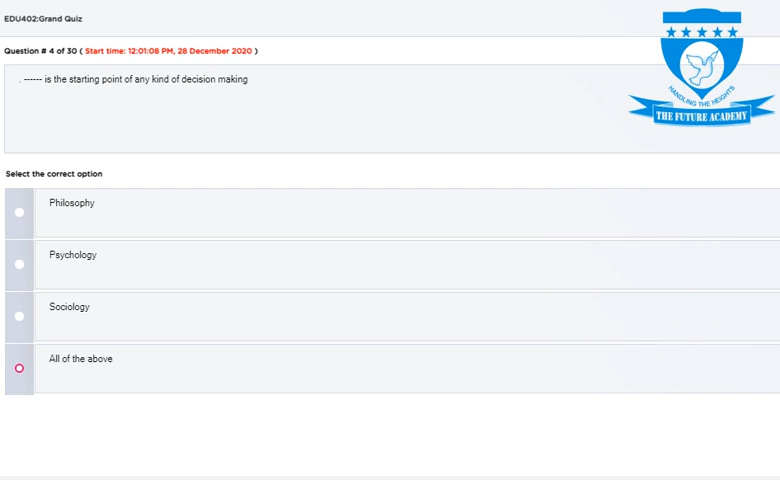 EDU402:Grand Quiz
Question # 4 of 30 ( Start time: 12:01:08 PM, 28 December 2020 )
. ------ is the starting point of any kind of decision making
HANDLING THE HEIGHTS
THE FUTURE ACADEMY
Select the correct option
Philosophy
Psychology
Sociology
All of the above